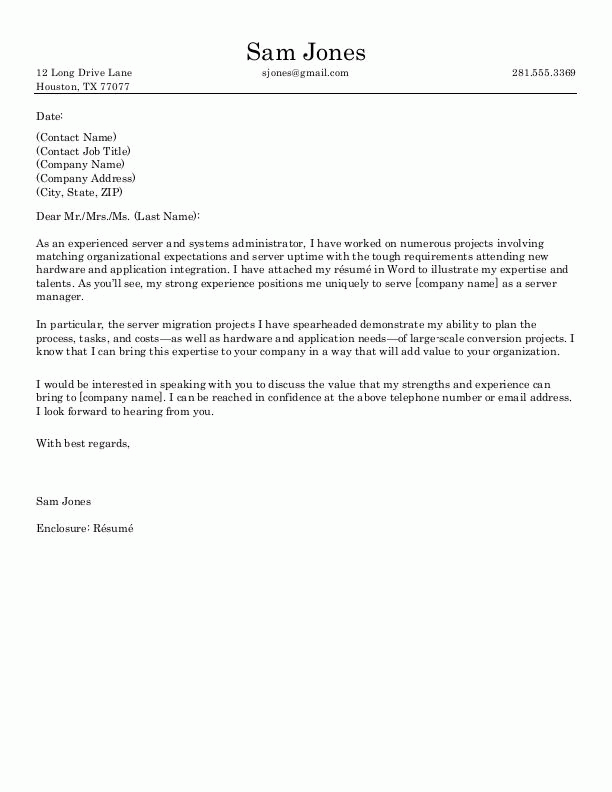 Sam Jones
12 Long Drive Lane sjones@gmail.com 281.555.3369
Houston, TX 77077
Date:
(Contact Name)
(Contact Job Title)
(Company Name)
(Company Address)
(City, State, ZIP)
Dear Mr./Mrs./Ms. (Last Name):
As an experienced server and systems administrator, I have worked on numerous projects involving
matching organizational expectations and server uptime with the tough requirements attending new
hardware and application integration. I have attached my résumé in Word to illustrate my expertise and
talents. As you'll see, my strong experience positions me uniquely to serve [company name] as a server
manager.
In particular, the server migration projects I have spearheaded demonstrate my ability to plan the
process, tasks, and costs—as well as hardware and application needs—of large-scale conversion projects. I
know that I can bring this expertise to your company in a way that will add value to your organization.
I would be interested in speaking with you to discuss the value that my strengths and experience can
bring to [company name]. I can be reached in confidence at the above telephone number or email address.
I look forward to hearing from you.
With best regards,
Sam Jones
Enclosure: Résumé